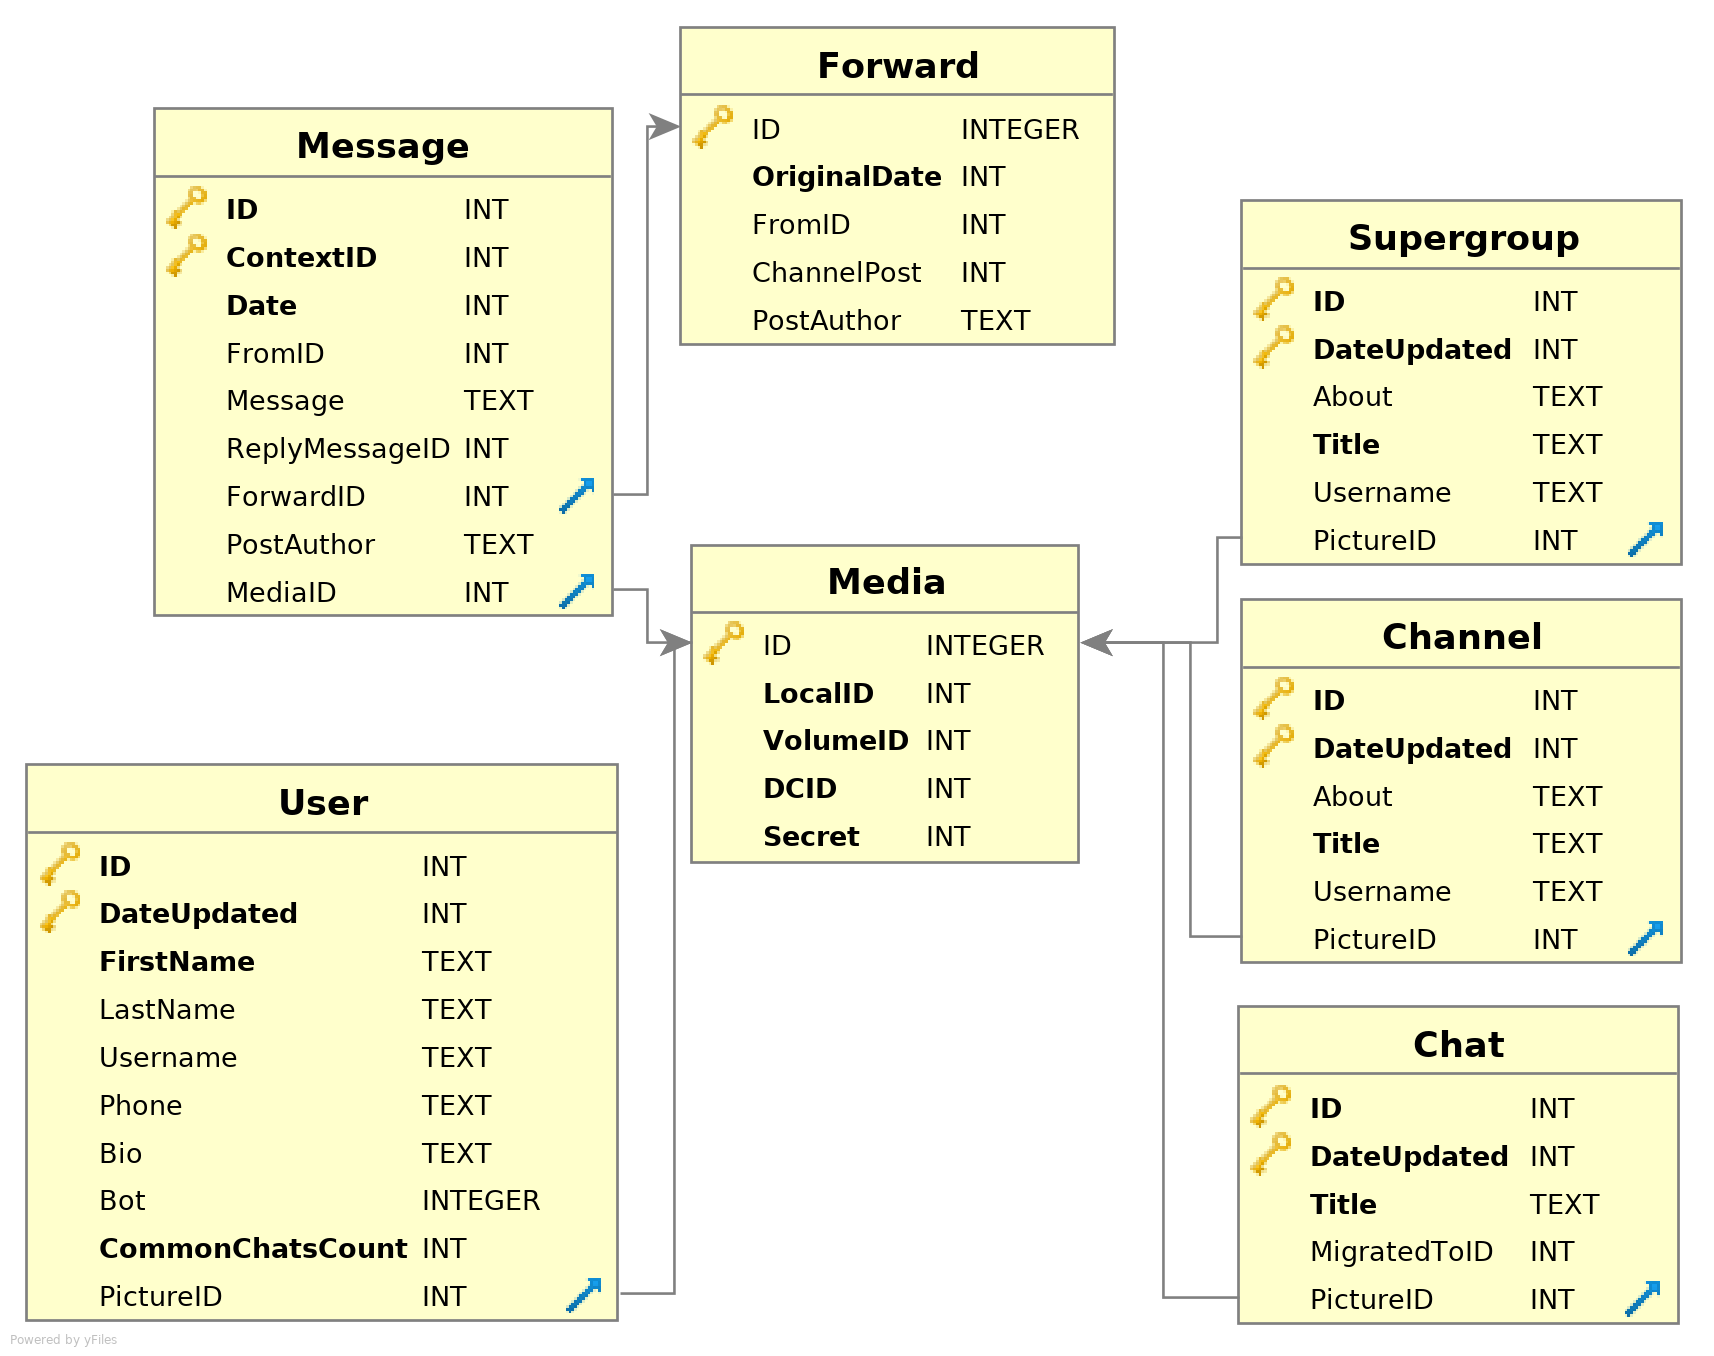 Forward
ID INTEGER
OriginalDate INT
FromID INT
ChannelPost INT
PostAuthor TEXT
Message
ID INT
ContextID INT
Date INT
FromID INT
Message TEXT
ReplyMessageID INT
ForwardID INT
PostAuthor TEXT
MediaID INT
Supergroup
ID INT
DateUpdated INT
About TEXT
Title TEXT
Username TEXT
PictureID INT
Media
ID INTEGER
LocalID INT
VolumeID INT
DCID INT
Secret INT
Channel
ID INT
DateUpdated INT
About TEXT
Title TEXT
Username TEXT
PictureID INT
User
ID INT
DateUpdated INT
FirstName TEXT
LastName TEXT
Username TEXT
Phone TEXT
Bio TEXT
Bot INTEGER
CommonChatsCount INT
PictureID INT
Chat
ID INT
DateUpdated INT
Title TEXT
MigratedToID INT
PictureID INT
Powered by yFiles